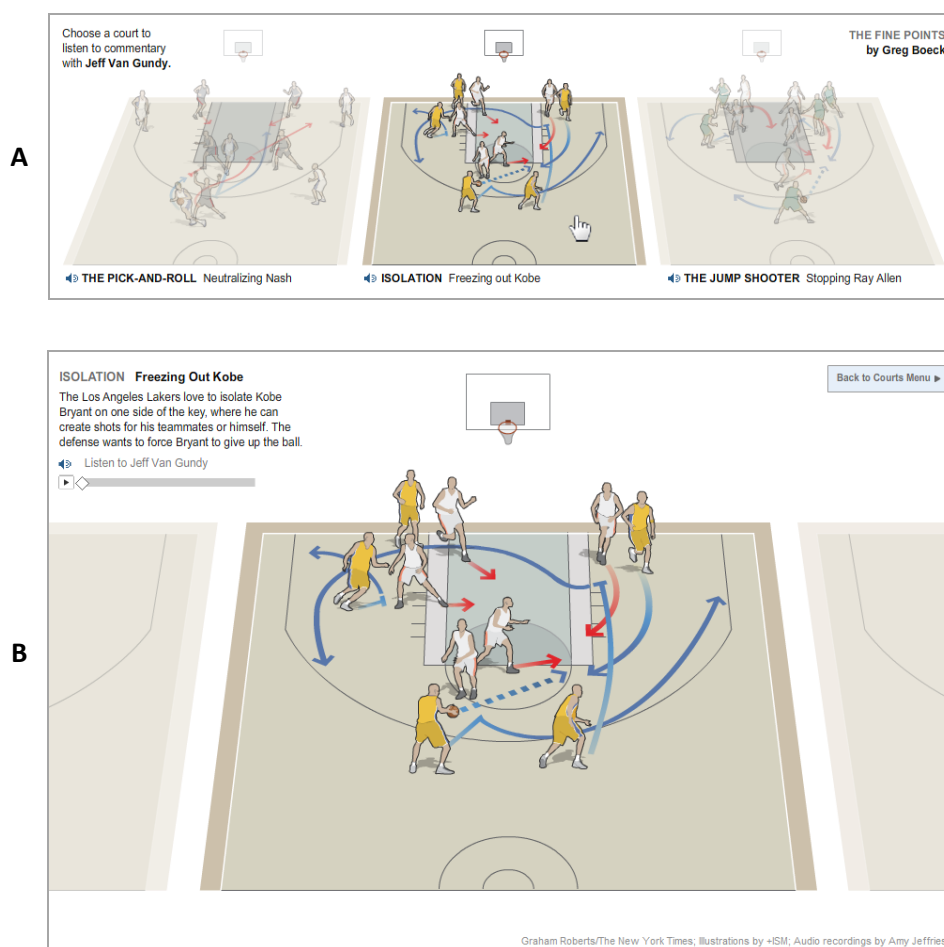 A
Choose a court to
listen to commentary
with Jeff Van Gundy.
THE FINE POINTS
by Greg Boeck
THE PICK-AND-ROLL Neutralizing Nash
ISOLATION Freezing out Kobe
THE JUMP SHOOTER Stopping Ray Allen
B
ISOLATION Freezing Out Kobe
The Los Angeles Lakers love to isolate Kobe
Bryant on one side of the key, where he can
create shots for his teammates or himself. The
defense wants to force Bryant to give up the ball.
Listen to Jeff Van Gundy
Back to Courts Menu
Graham Roberts/The New York Times; Illustrations by +ISM; Audio recordings by Amy Jeffries